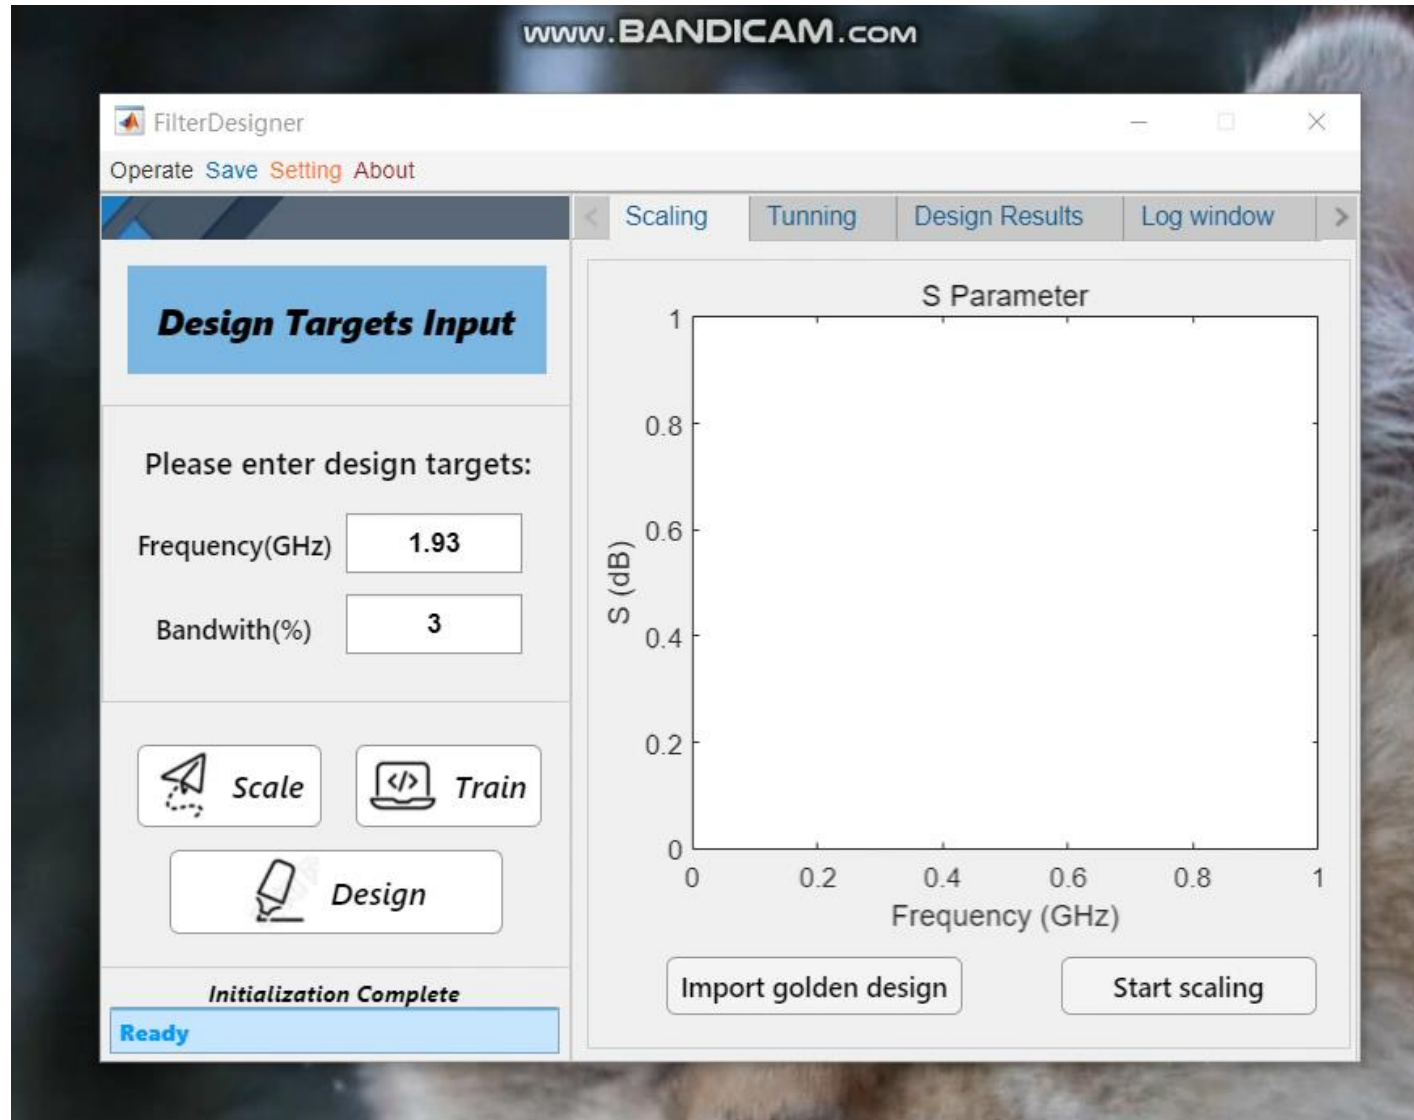 www.BANDICAM.com
FilterDesigner
Operate Save Setting About
Scaling Tunning Design Results Log window
Design Targets Input
Please enter design targets:
Frequency(GHz) 1.93
Bandwith(%) 3
Scale Train
Design
Initialization Complete
Ready
S Parameter
1
0.8
0.6
0.4
0.2
0
S (dB)
0 0.2 0.4 0.6 0.8 1
Frequency (GHz)
Import golden design Start scaling